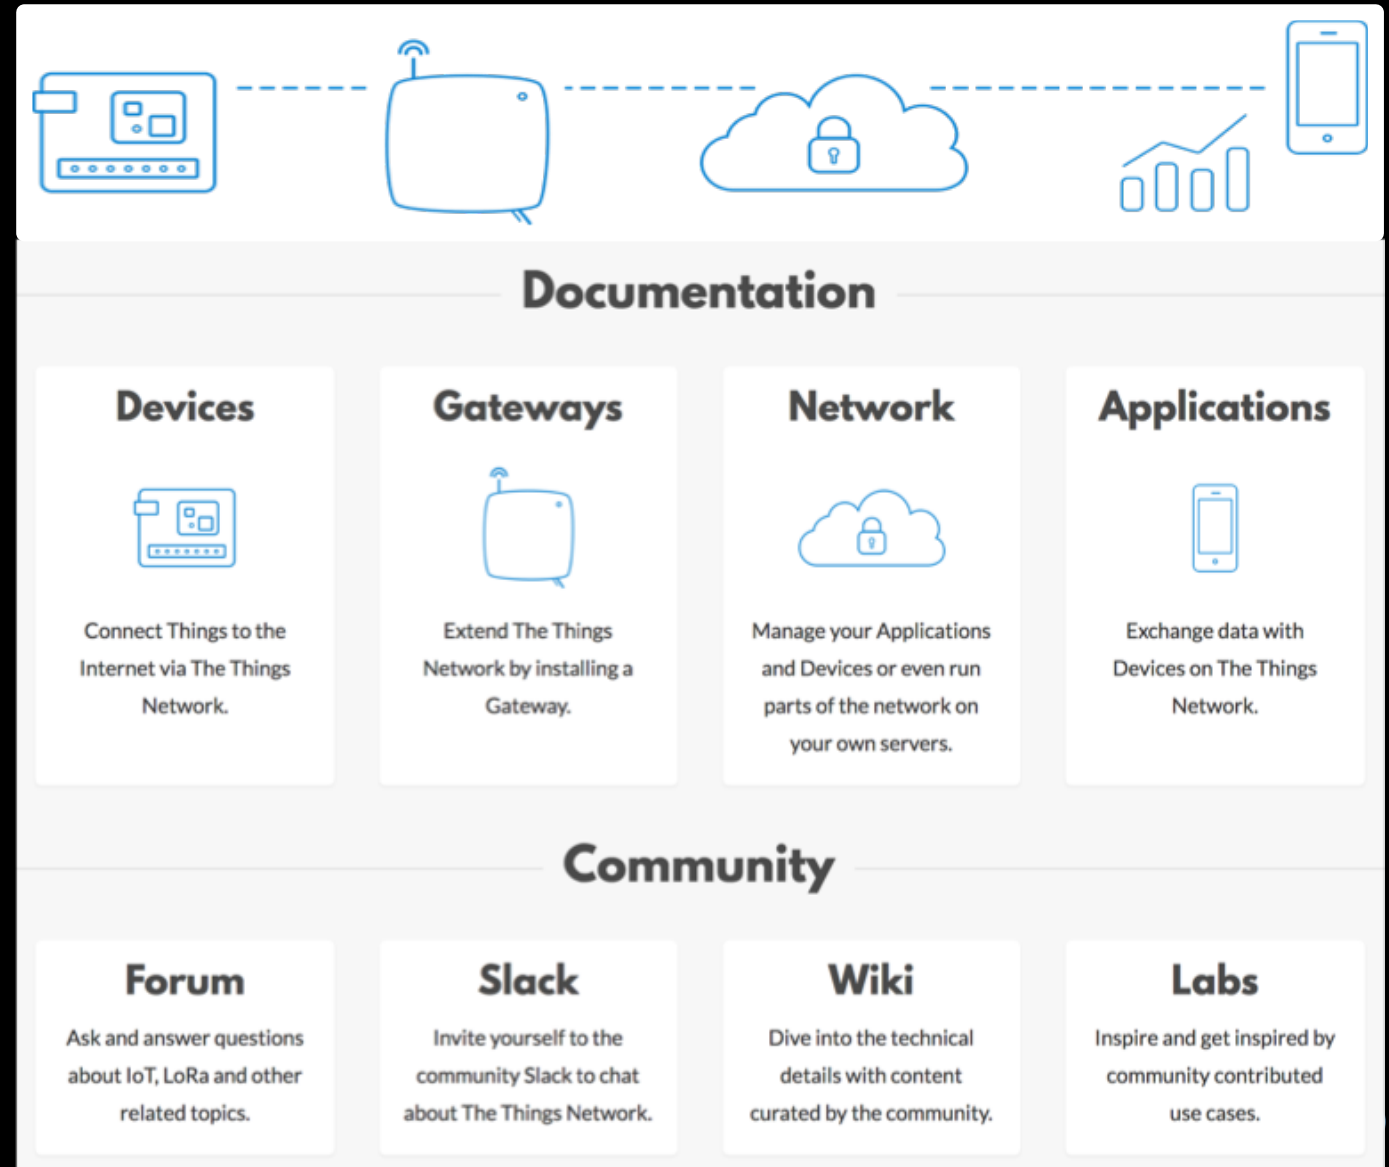 Documentation
Devices
Connect Things to the
Internet via The Things
Network.
Gateways
Extend The Things
Network by installing a
Gateway.
Network
Manage your Applications
and Devices or even run
parts of the network on
your own servers.
Applications
Exchange data with
Devices on The Things
Network.
Community
Forum
Ask and answer questions
about IoT, LoRa and other
related topics.
Slack
Invite yourself to the
community Slack to chat
about The Things Network.
Wiki
Dive into the technical
details with content
curated by the community.
Labs
Inspire and get inspired by
community contributed
use cases.